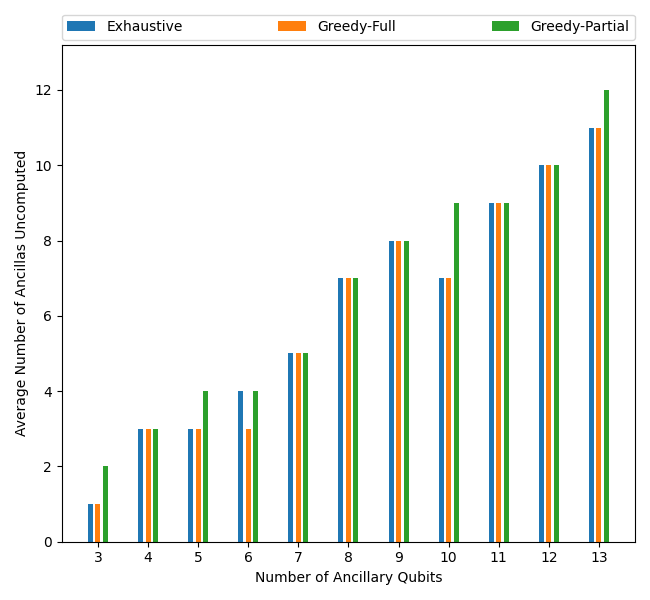 Exhaustive Greedy-Full Greedy-Partial
Average Number of Ancillas Uncomputed
12
10
8
6
4
2
0
3 4 5 6 7 8 9 10 11 12 13
Number of Ancillary Qubits